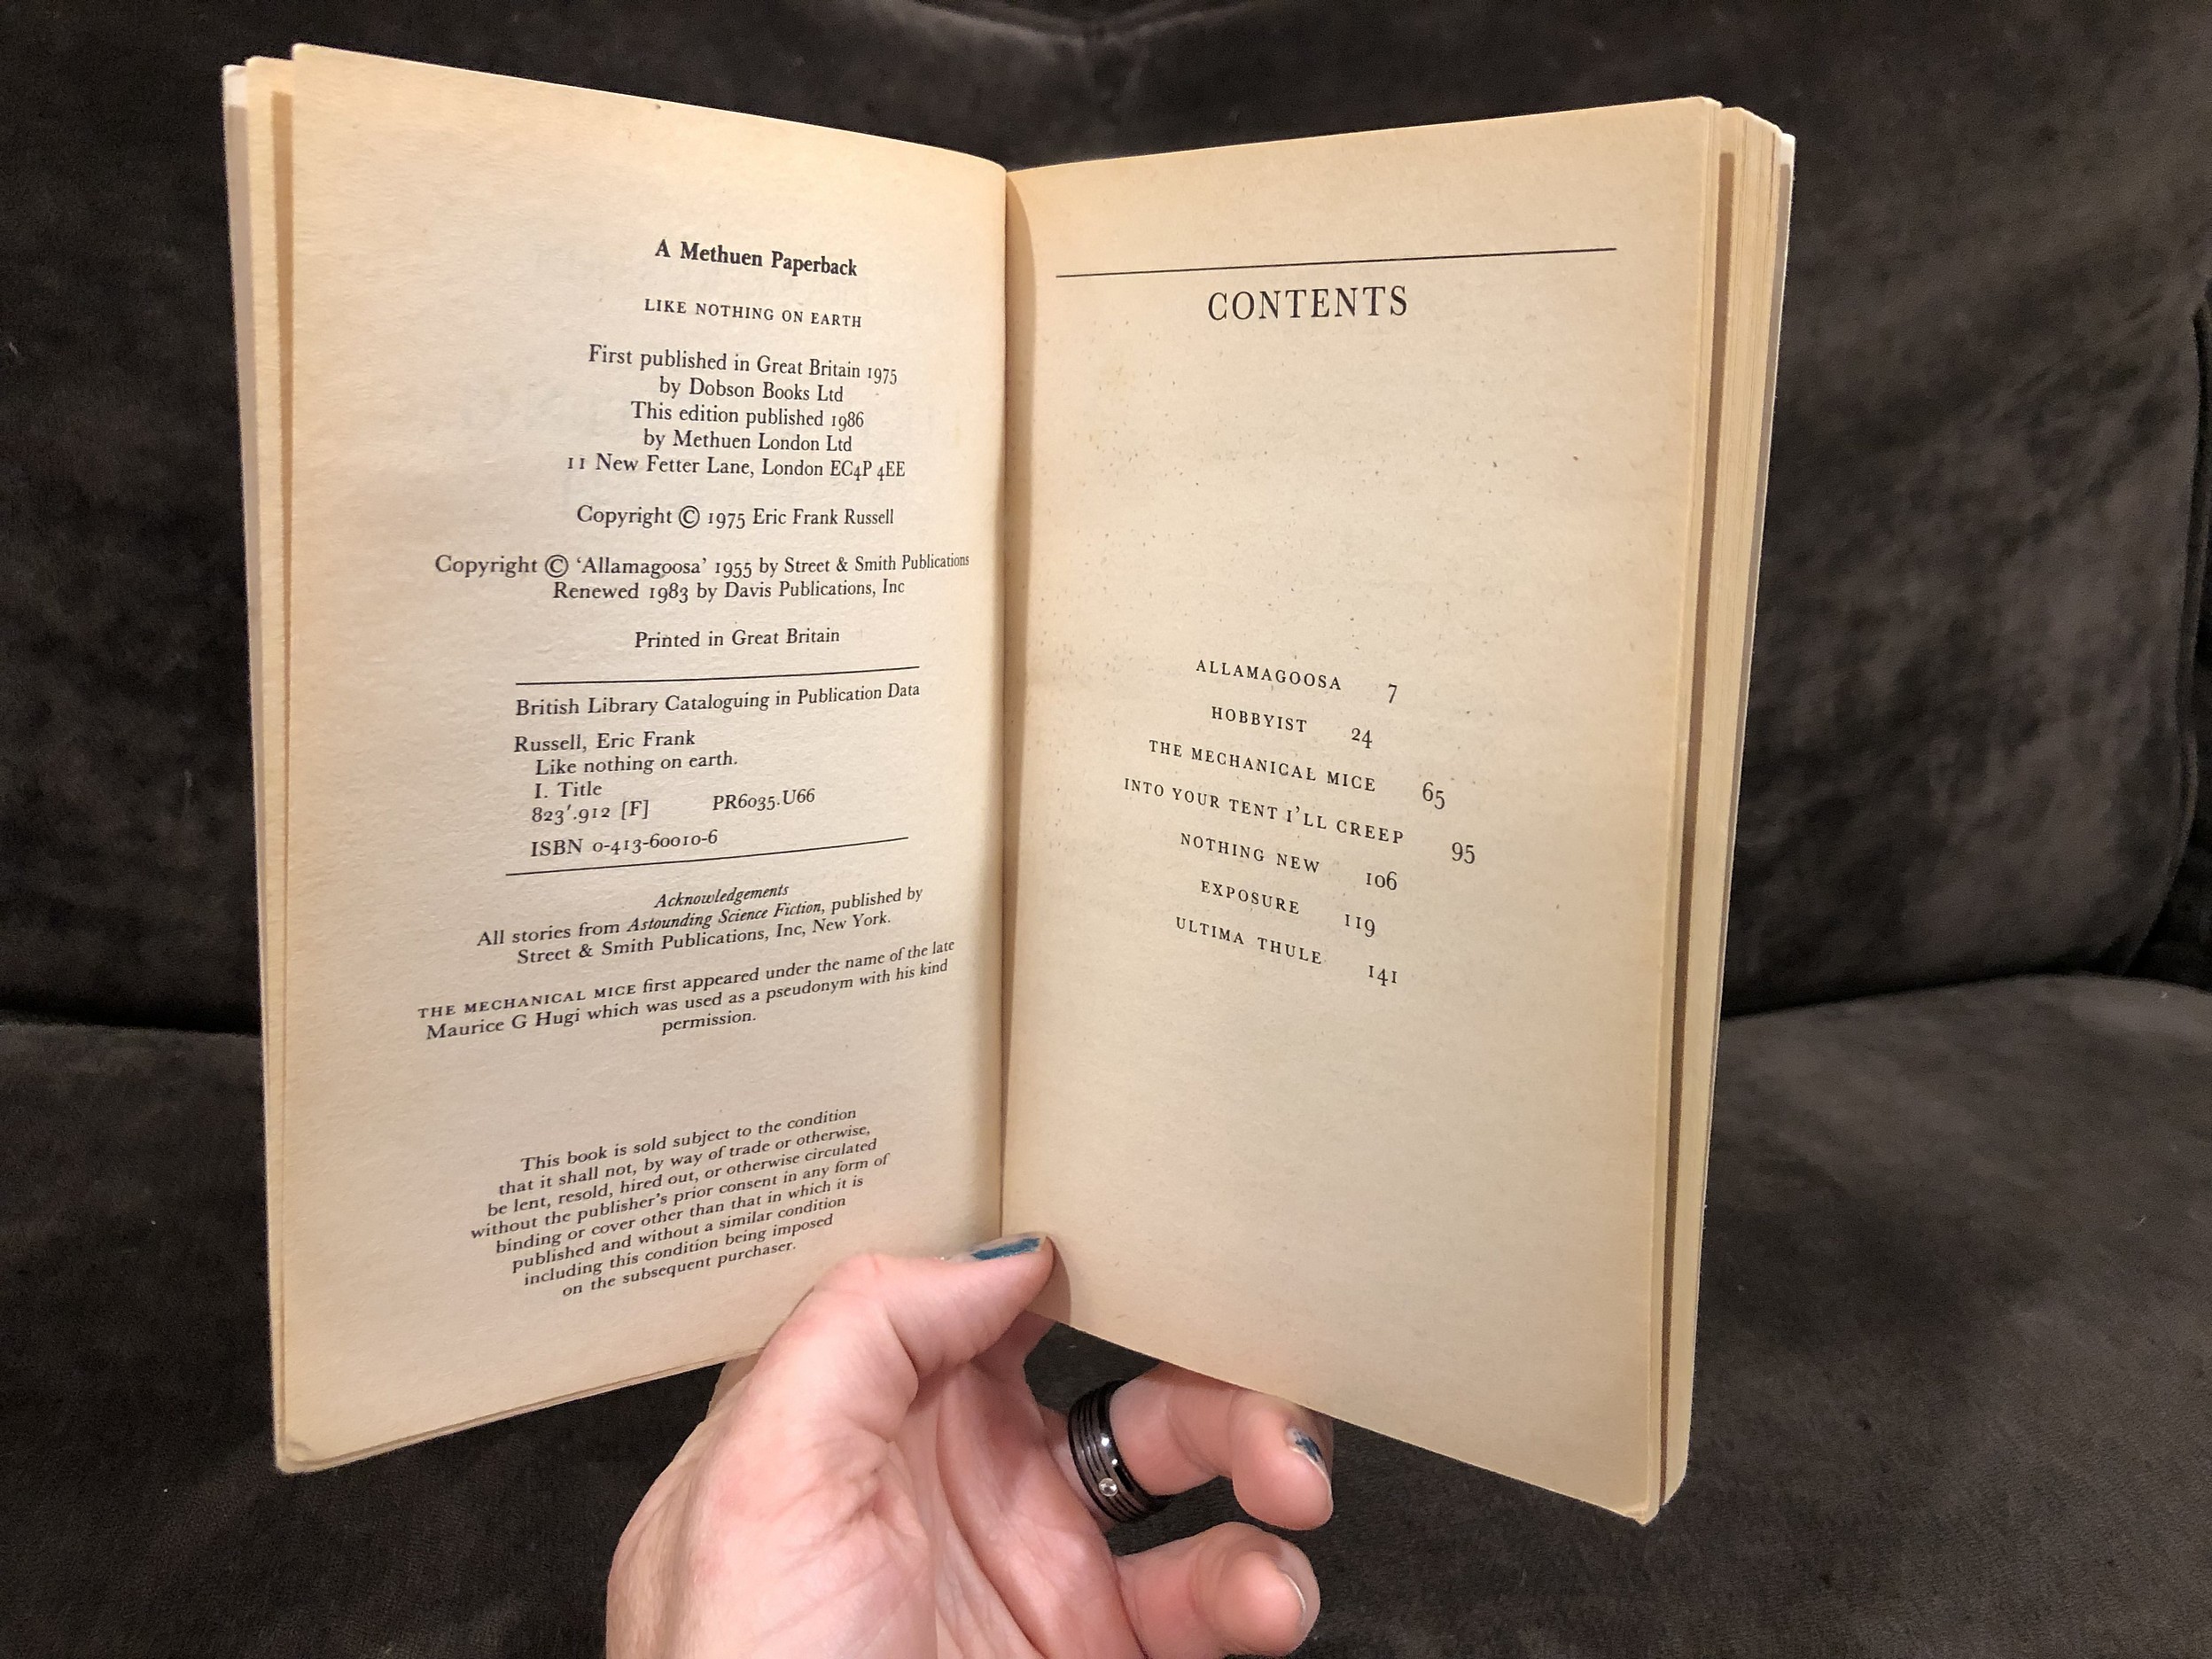 A Methuen Paperback
LIKE NOTHING ON EARTH
First published in Great Britain 1975
by Dobson Books Ltd
This edition published 1986
by Methuen London Ltd
11 New Fetter Lane, London EC4P 4EE
Copyright © 1975 Eric Frank Russell
Copyright © ‘Allamagoosa’ 1955 by Street & Smith Publications
Renewed 1983 by Davis Publications, Inc
Printed in Great Britain
British Library Cataloguing in Publication Data
Russell, Eric Frank
Like nothing on earth.
I. Title
823′.912 [F] PR6035.U66
ISBN 0-413-60010-6
Acknowledgements
All stories from Astounding Science Fiction, published by
Street & Smith Publications, Inc, New York.
THE MECHANICAL MICE first appeared under the name of the late
Maurice G Hugi which was used as a pseudonym with his kind
permission.
This book is sold subject to the condition
that it shall not, by way of trade or otherwise,
be lent, resold, hired out, or otherwise circulated
without the publisher’s prior consent in any form of
binding or cover other than that in which it is
published and without a similar condition
including this condition being imposed
on the subsequent purchaser.
CONTENTS
ALLAMAGOOSA 7
HOBBYIST 24
THE MECHANICAL MICE 65
INTO YOUR TENT I’LL CREEP 95
NOTHING NEW 106
EXPOSURE 119
ULTIMA THULE 141